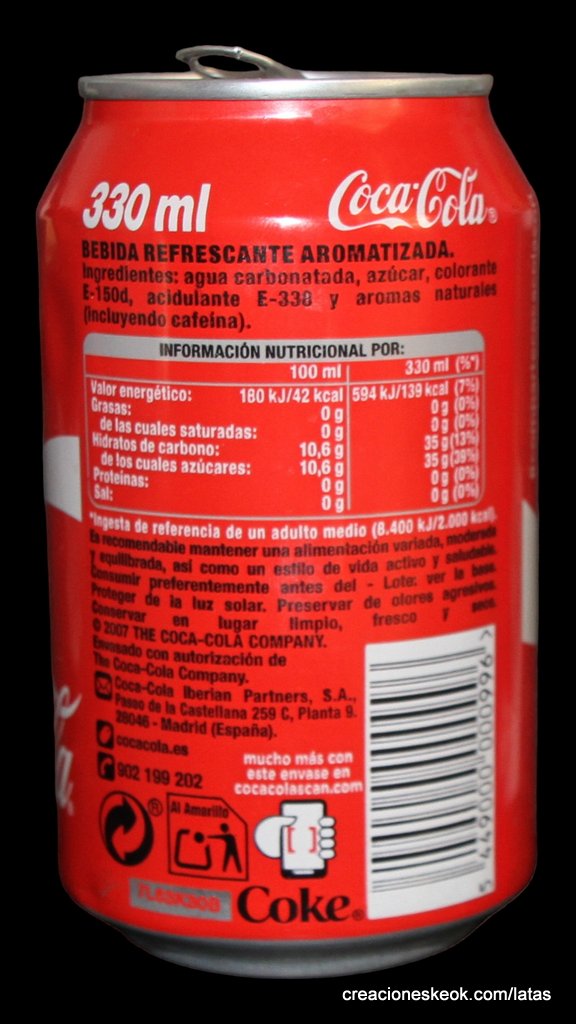 330 ml
Coca-Cola®
BEBIDA REFRESCANTE AROMATIZADA.
Ingredientes: agua carbonatada, azúcar, colorante
E-150d, acidulante E-338 y aromas naturales
(incluyendo cafeína).
INFORMACIÓN NUTRICIONAL POR:
100 ml 330 ml (%*)
Valor energético: 180 kJ/42 kcal 594 kJ/139 kcal (7%)
Grasas: 0 g 0 g (0%)
de las cuales saturadas: 0 g 0 g (0%)
Hidratos de carbono: 10,6 g 35 g (13%)
de los cuales azúcares: 10,6 g 35 g (39%)
Proteínas: 0 g 0 g (0%)
Sal: 0 g 0 g (0%)
*Ingesta de referencia de un adulto medio (8.400 kJ/2.000 kcal).
Es recomendable mantener una alimentación variada, moderada
y equilibrada, así como un estilo de vida activo y saludable.
Consumir preferentemente antes del - Lote: ver la base.
Proteger de la luz solar. Preservar de olores agresivos.
Conservar en lugar limpio, fresco y seco.
© 2007 THE COCA-COLA COMPANY.
Envasado con autorización de
The Coca-Cola Company.
Coca-Cola Iberian Partners, S.A.,
Paseo de la Castellana 259 C, Planta 9.
28046 - Madrid (España).
cocacola.es
902 199 202
mucho más con
este envase en
cocacolascan.com
®
Al Amarillo
Coke®
5 449000 000996 >
creacioneskeok.com/latas